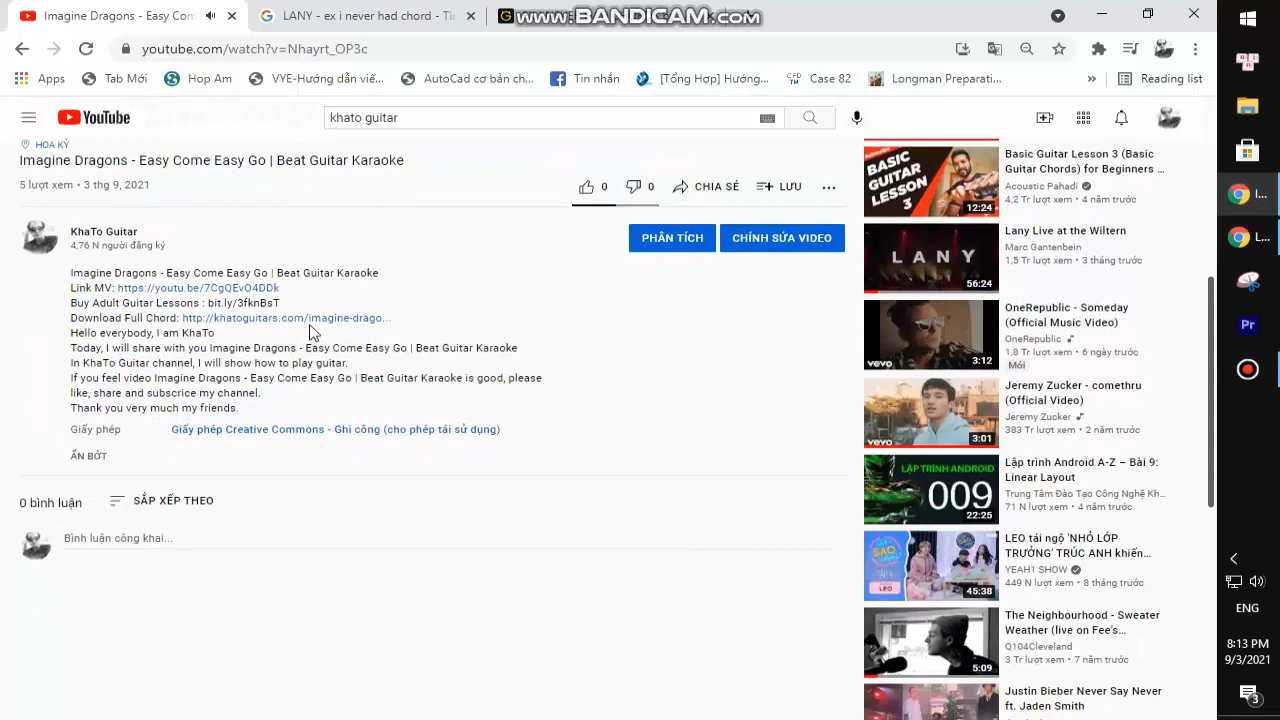 Imagine Dragons - Easy Com
LANY - ex i never had chord - Ti
www.BANDICAM.com
youtube.com/watch?v=Nhayrt_OP3c
Apps
Tab Mới
Hop Am
VYE-Hướng dẫn viế...
AutoCad cơ bản ch...
Tin nhắn
[Tổng Hợp] Hướng...
Case 82
Longman Preparati...
»
Reading list
YouTube
khato guitar
HOA KỲ
Imagine Dragons - Easy Come Easy Go | Beat Guitar Karaoke
5 lượt xem • 3 thg 9, 2021
0
0
CHIA SẺ
LƯU
KhaTo Guitar
4,76 N người đăng ký
PHÂN TÍCH
CHỈNH SỬA VIDEO
Imagine Dragons - Easy Come Easy Go | Beat Guitar Karaoke
Link MV: https://youtu.be/7CgQEvO4DDk
Buy Adult Guitar Lessons : bit.ly/3fknBsT
Download Full Chord: http://khatoguitars.com/imagine-drago...
Hello everybody, I am KhaTo
Today, I will share with you Imagine Dragons - Easy Come Easy Go | Beat Guitar Karaoke
In KhaTo Guitar channel, I will show how to play guitar.
If you feel video Imagine Dragons - Easy Come Easy Go | Beat Guitar Karaoke is good, please
like, share and subscrice my channel.
Thank you very much my friends.
Giấy phép
Giấy phép Creative Commons - Ghi công (cho phép tái sử dụng)
ẨN BỚT
0 bình luận
SẮP XẾP THEO
Bình luận công khai...
BASIC
GUITAR
LESSON
3
12:24
Basic Guitar Lesson 3 (Basic
Guitar Chords) for Beginners ...
Acoustic Pahadi
4,2 Tr lượt xem • 4 năm trước
LANY
56:24
Lany Live at the Wiltern
Marc Gantenbein
1,5 Tr lượt xem • 3 tháng trước
vevo
3:12
OneRepublic - Someday
(Official Music Video)
OneRepublic
1,8 Tr lượt xem • 6 ngày trước
Mới
vevo
3:01
Jeremy Zucker - comethru
(Official Video)
Jeremy Zucker
383 Tr lượt xem • 2 năm trước
LẬP TRÌNH ANDROID
009
22:25
Lập trình Android A-Z – Bài 9:
Linear Layout
Trung Tâm Đào Tạo Công Nghệ Kh...
71 N lượt xem • 4 năm trước
SAO
LEO
45:38
LEO tái ngộ 'NHỎ LỚP
TRƯỞNG' TRÚC ANH khiến...
YEAH1 SHOW
449 N lượt xem • 8 tháng trước
5:09
The Neighbourhood - Sweater
Weather (live on Fee's...
Q104Cleveland
3 Tr lượt xem • 7 năm trước
Justin Bieber Never Say Never
ft. Jaden Smith
I...
L...
Pr
ENG
8:13 PM
9/3/2021
3